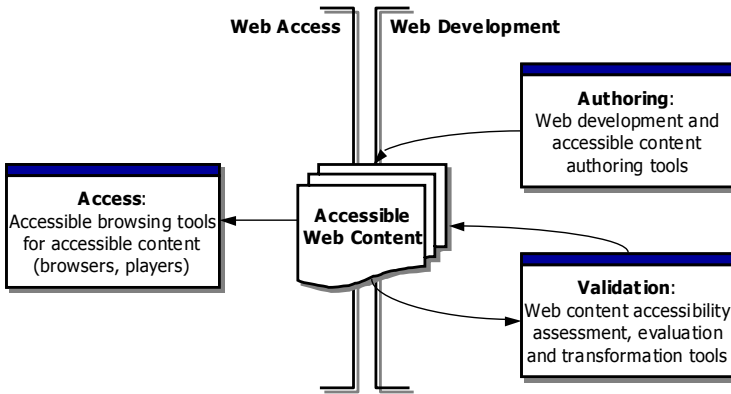 Web Access
Web Development
Authoring:
Web development and
accessible content
authoring tools
Access:
Accessible browsing tools
for accessible content
(browsers, players)
Accessible
Web Content
Validation:
Web content accessibility
assessment, evaluation
and transformation tools